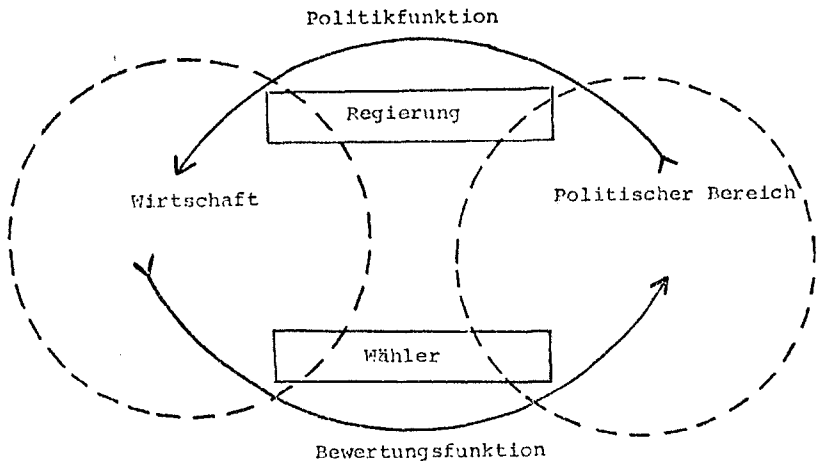 Politikfunktion
Regierung
Wirtschaft
Politischer Bereich
Wähler
Bewertungsfunktion